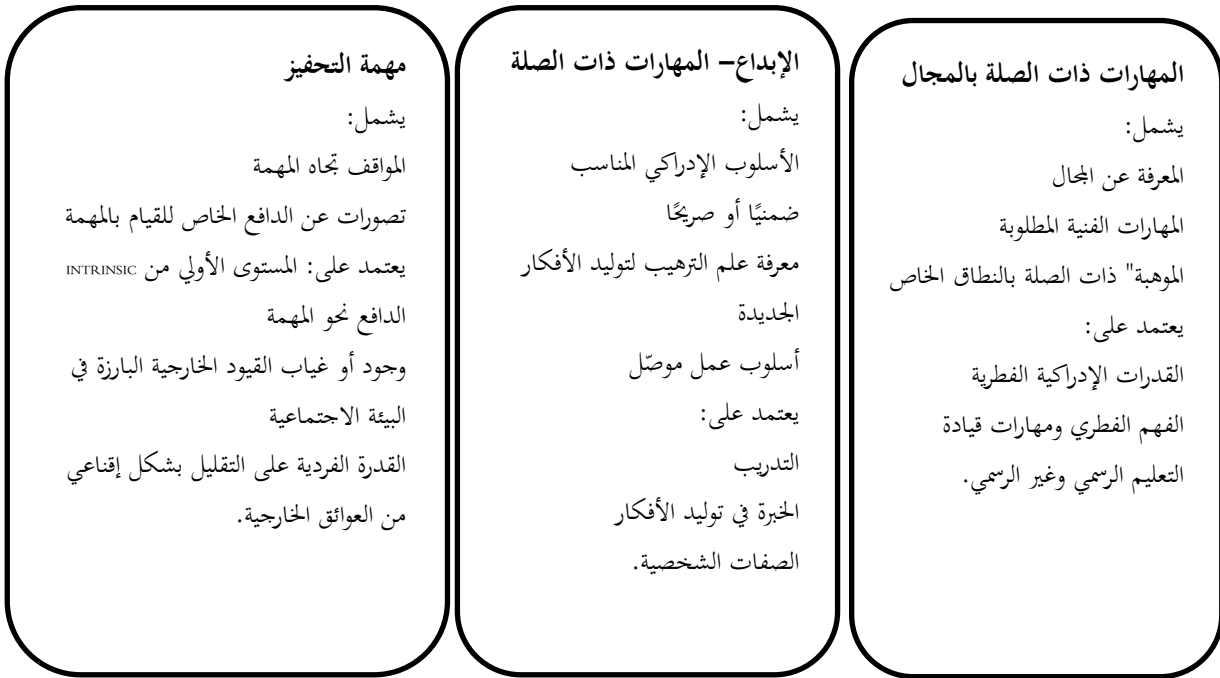 المهارات ذات الصلة بالمجال
يشمل:
المعرفة عن المجال
المهارات الفنية المطلوبة
الموهبة" ذات الصلة بالنطاق الخاص
يعتمد على:
القدرات الإدراكية الفطرية
الفهم الفطري ومهارات قيادة
التعليم الرسمي وغير الرسمي.
الإبداع– المهارات ذات الصلة
يشمل:
الأسلوب الإدراكي المناسب
ضمنيًا أو صريحًا
معرفة علم الترهيب لتوليد الأفكار
الجديدة
أسلوب عمل موصّل
يعتمد على:
التدريب
الخبرة في توليد الأفكار
الصفات الشخصية.
مهمة التحفيز
يشمل:
المواقف تجاه المهمة
تصورات عن الدافع الخاص للقيام بالمهمة
يعتمد على: المستوى الأولي من INTRINSIC
الدافع نحو المهمة
وجود أو غياب القيود الخارجية البارزة في
البيئة الاجتماعية
القدرة الفردية على التقليل بشكل إقناعي
من العوائق الخارجية.